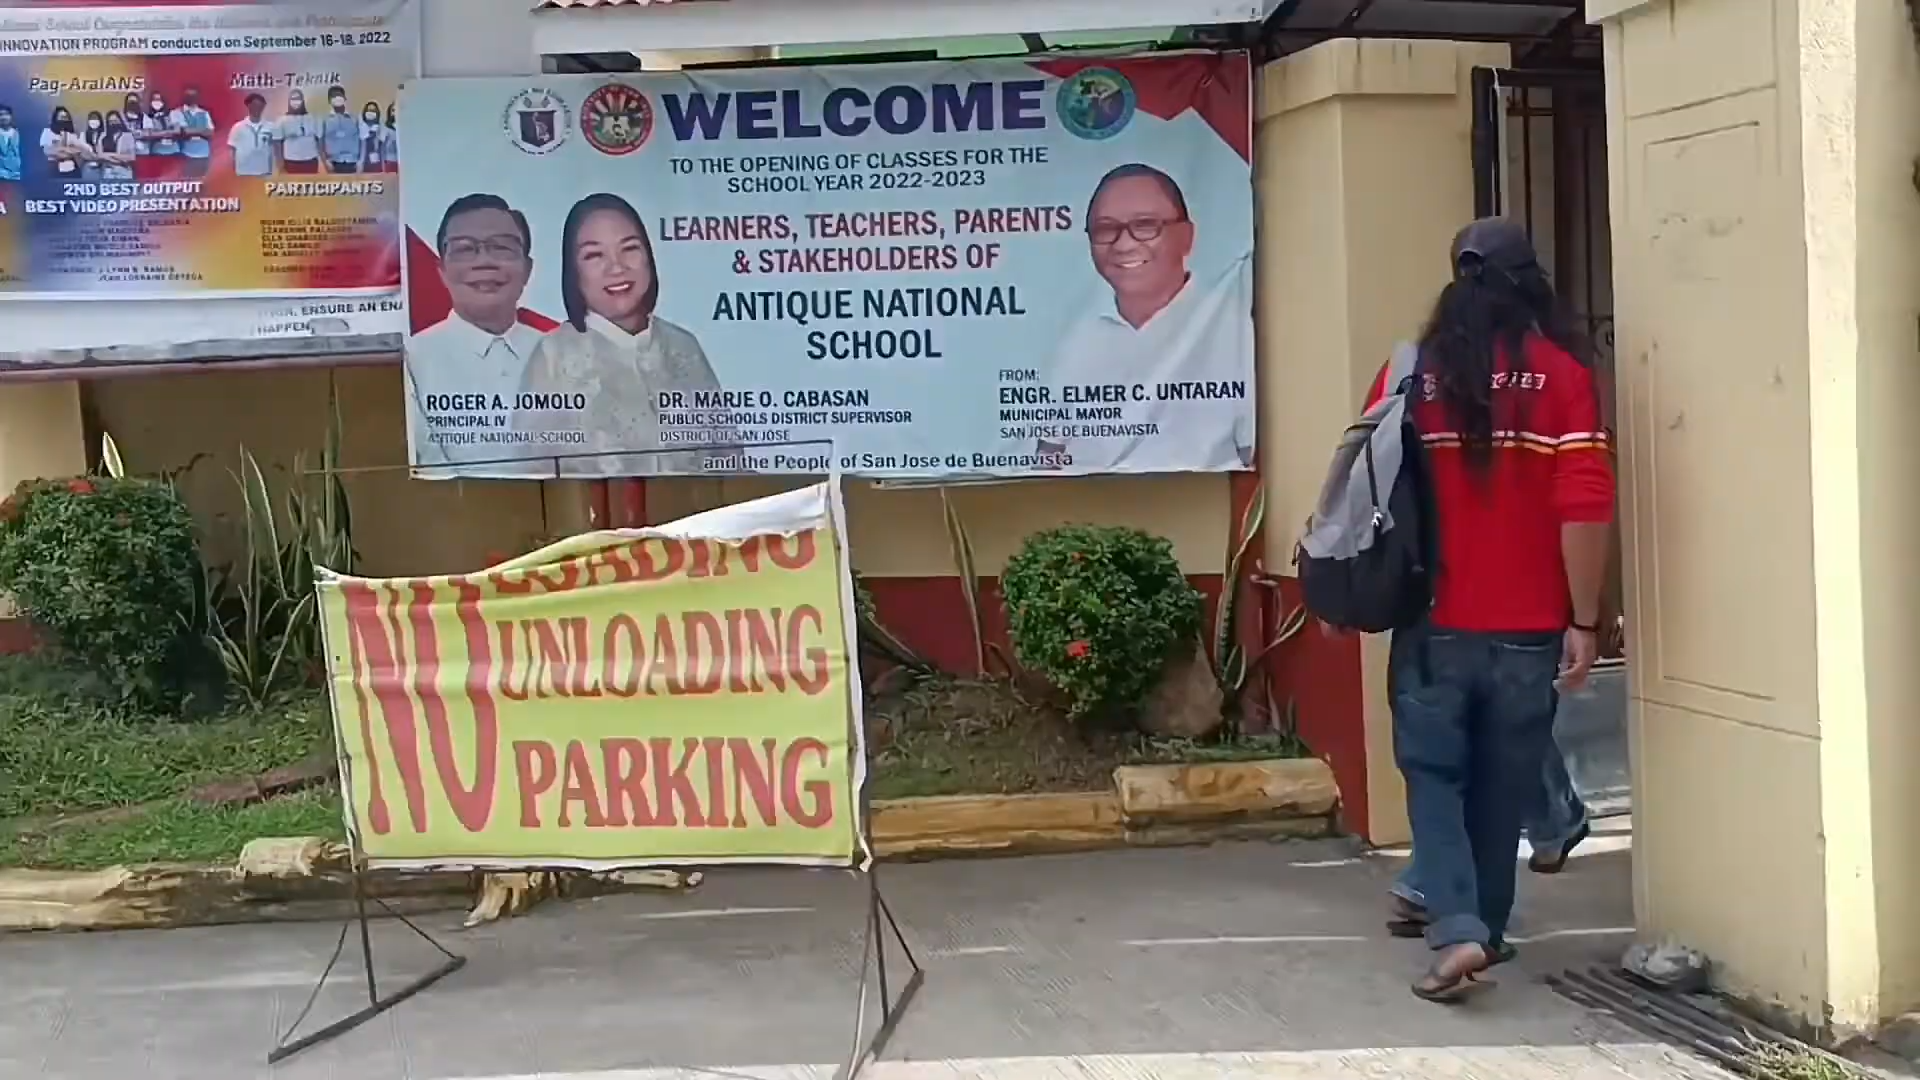 INNOVATION PROGRAM conducted on September 16-18, 2022
Pag-AralANS
Math-Teknik
2ND BEST OUTPUT
BEST VIDEO PRESENTATION
PARTICIPANTS
ENSURE AN
HAPPEN
WELCOME
TO THE OPENING OF CLASSES FOR THE
SCHOOL YEAR 2022-2023
LEARNERS, TEACHERS, PARENTS
& STAKEHOLDERS OF
ANTIQUE NATIONAL
SCHOOL
ROGER A. JOMOLO
PRINCIPAL IV
ANTIQUE NATIONAL SCHOOL
DR. MARJE O. CABASAN
PUBLIC SCHOOLS DISTRICT SUPERVISOR
DISTRICT OF SAN JOSE
FROM:
ENGR. ELMER C. UNTARAN
MUNICIPAL MAYOR
SAN JOSE DE BUENAVISTA
and the People of San Jose de Buenavista
NO LOADING
UNLOADING
PARKING